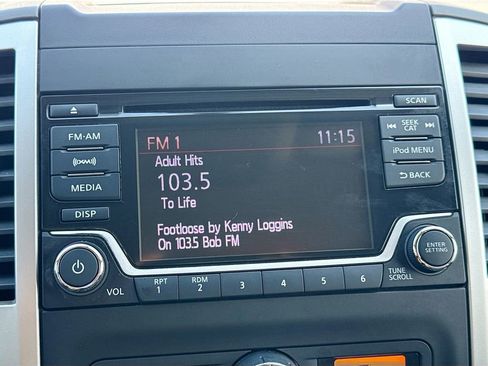 SCAN
FM 1 11:15
FM·AM
Adult Hits
SEEK
CAT
103.5
iPod MENU
MEDIA
BACK
To Life
DISP
Footloose by Kenny Loggins
On 103.5 Bob FM
ENTER
SETTING
VOL
RPT
1
RDM
2
3
4
5
6
TUNE
SCROLL